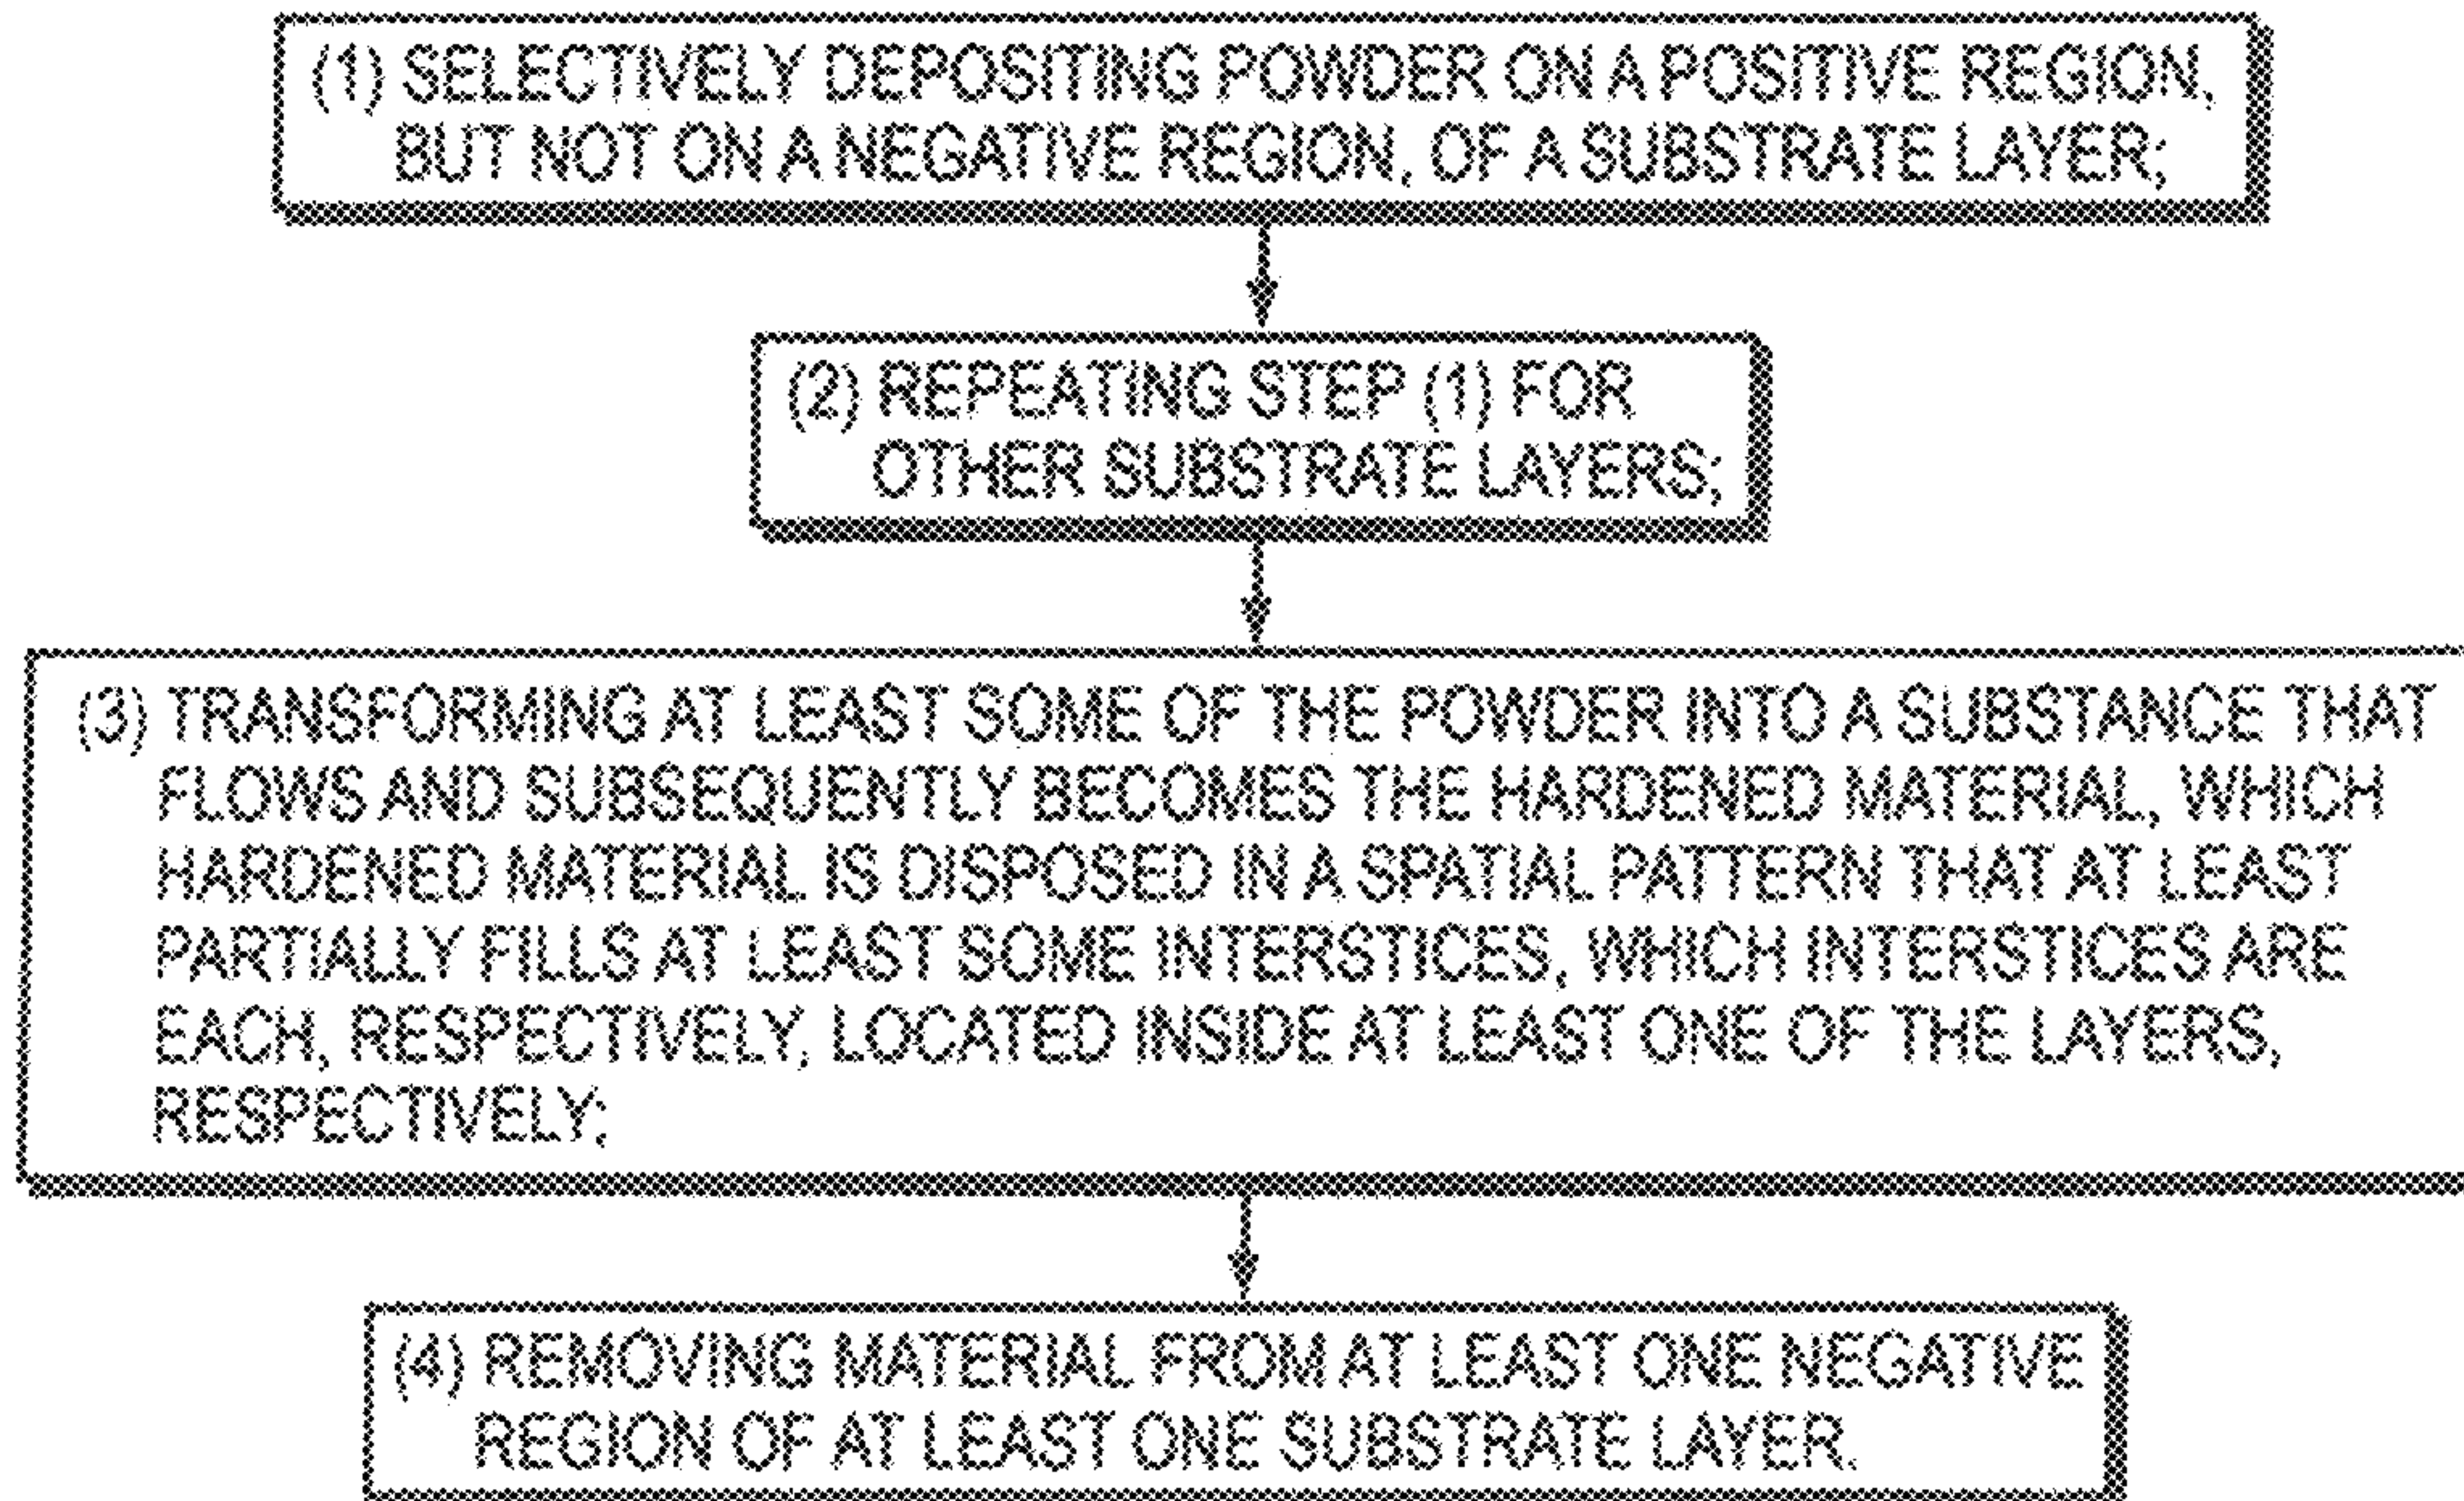 (1) SELECTIVELY DEPOSITING POWDER ON A POSITIVE REGION,
BUT NOT ON A NEGATIVE REGION, OF A SUBSTRATE LAYER;
(2) REPEATING STEP (1) FOR
OTHER SUBSTRATE LAYERS;
(3) TRANSFORMING AT LEAST SOME OF THE POWDER INTO A SUBSTANCE THAT
FLOWS AND SUBSEQUENTLY BECOMES THE HARDENED MATERIAL, WHICH
HARDENED MATERIAL IS DISPOSED IN A SPATIAL PATTERN THAT AT LEAST
PARTIALLY FILLS AT LEAST SOME INTERSTICES, WHICH INTERSTICES ARE
EACH, RESPECTIVELY, LOCATED INSIDE AT LEAST ONE OF THE LAYERS,
RESPECTIVELY;
(4) REMOVING MATERIAL FROM AT LEAST ONE NEGATIVE
REGION OF AT LEAST ONE SUBSTRATE LAYER.